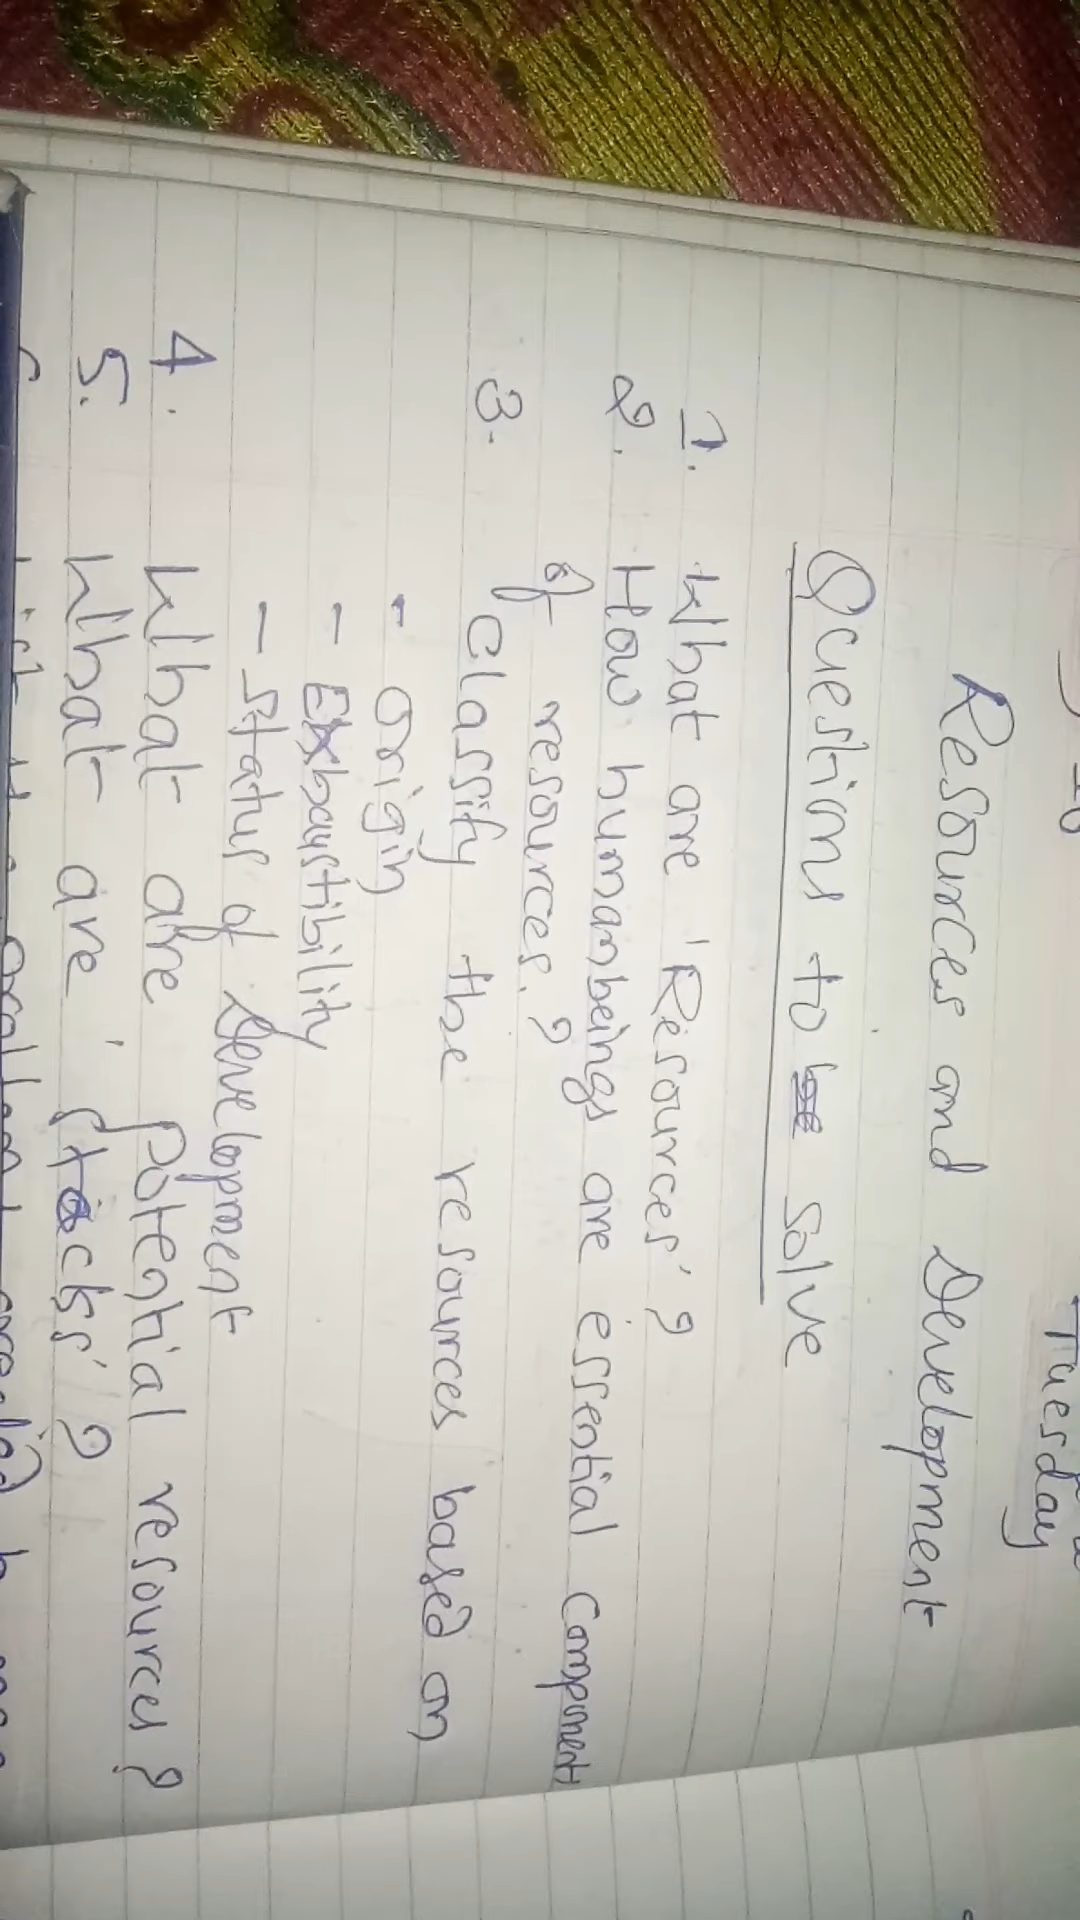 Tuesday
Resources and Development
Questions to solve
1. What are 'Resources'?
2. How humanbeings are essential component
of resources?
3. classify the resources based on
- Origin
- Exhaustibility
- Status of Development
4. What are Potential resources?
5. What are 'stocks'?